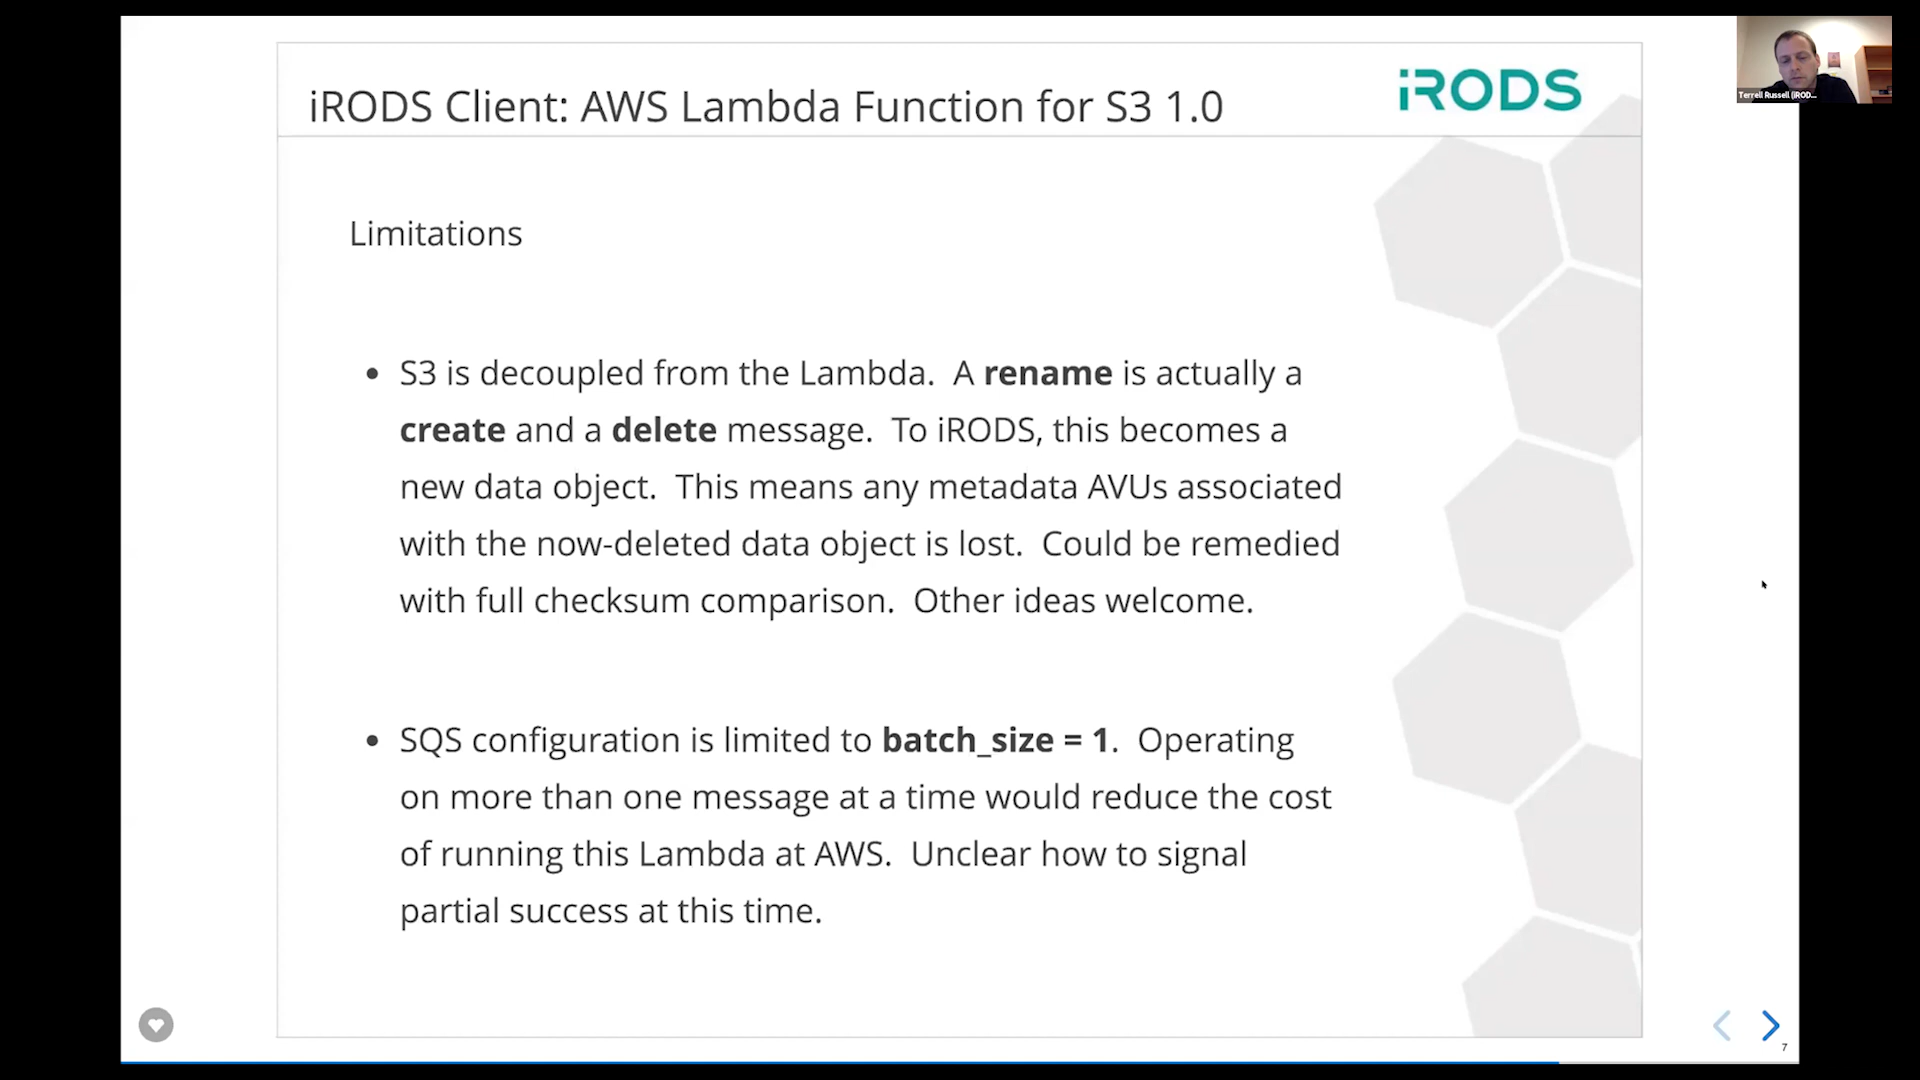 iRODS Client: AWS Lambda Function for S3 1.0
iRODS
Terrell Russell (iROD...
Limitations
• S3 is decoupled from the Lambda. A rename is actually a
create and a delete message. To iRODS, this becomes a
new data object. This means any metadata AVUs associated
with the now-deleted data object is lost. Could be remedied
with full checksum comparison. Other ideas welcome.
• SQS configuration is limited to batch_size = 1. Operating
on more than one message at a time would reduce the cost
of running this Lambda at AWS. Unclear how to signal
partial success at this time.
7